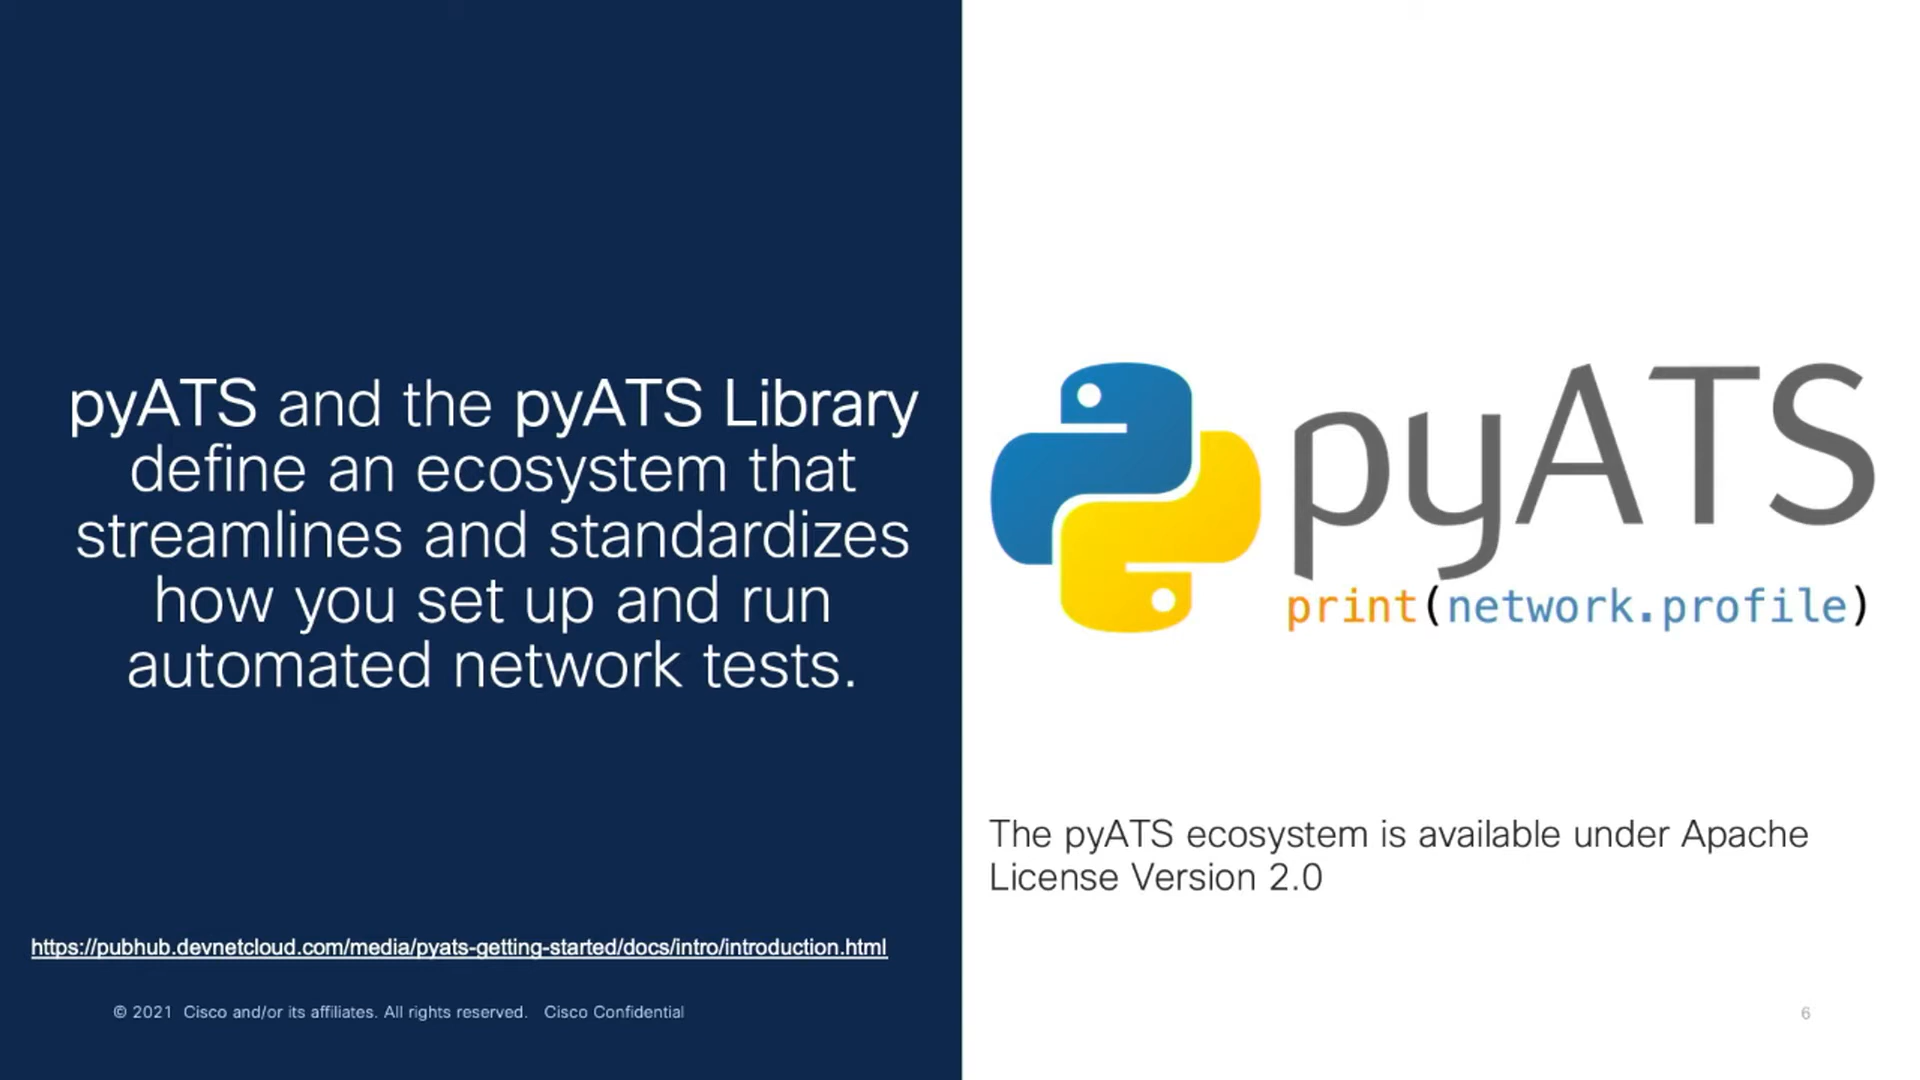 pyATS and the pyATS Library
define an ecosystem that
streamlines and standardizes
how you set up and run
automated network tests.
https://pubhub.devnetcloud.com/media/pyats-getting-started/docs/intro/introduction.html
© 2021 Cisco and/or its affiliates. All rights reserved. Cisco Confidential
pyATS
print(network.profile)
The pyATS ecosystem is available under Apache
License Version 2.0
6